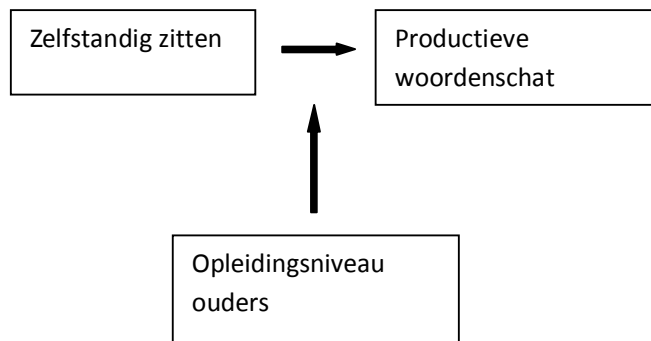 Zelfstandig zitten
Productieve
woordenschat
Opleidingsniveau
ouders